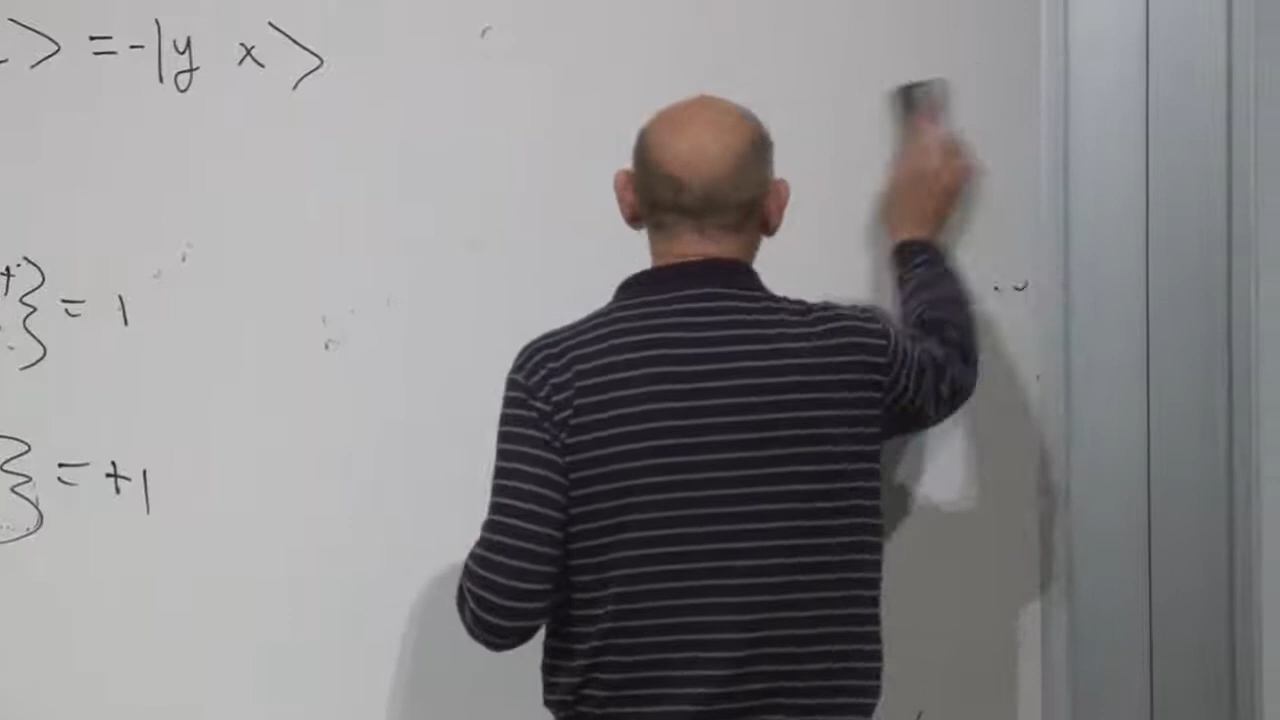 > = -|y x>
+ } = 1
} = +1